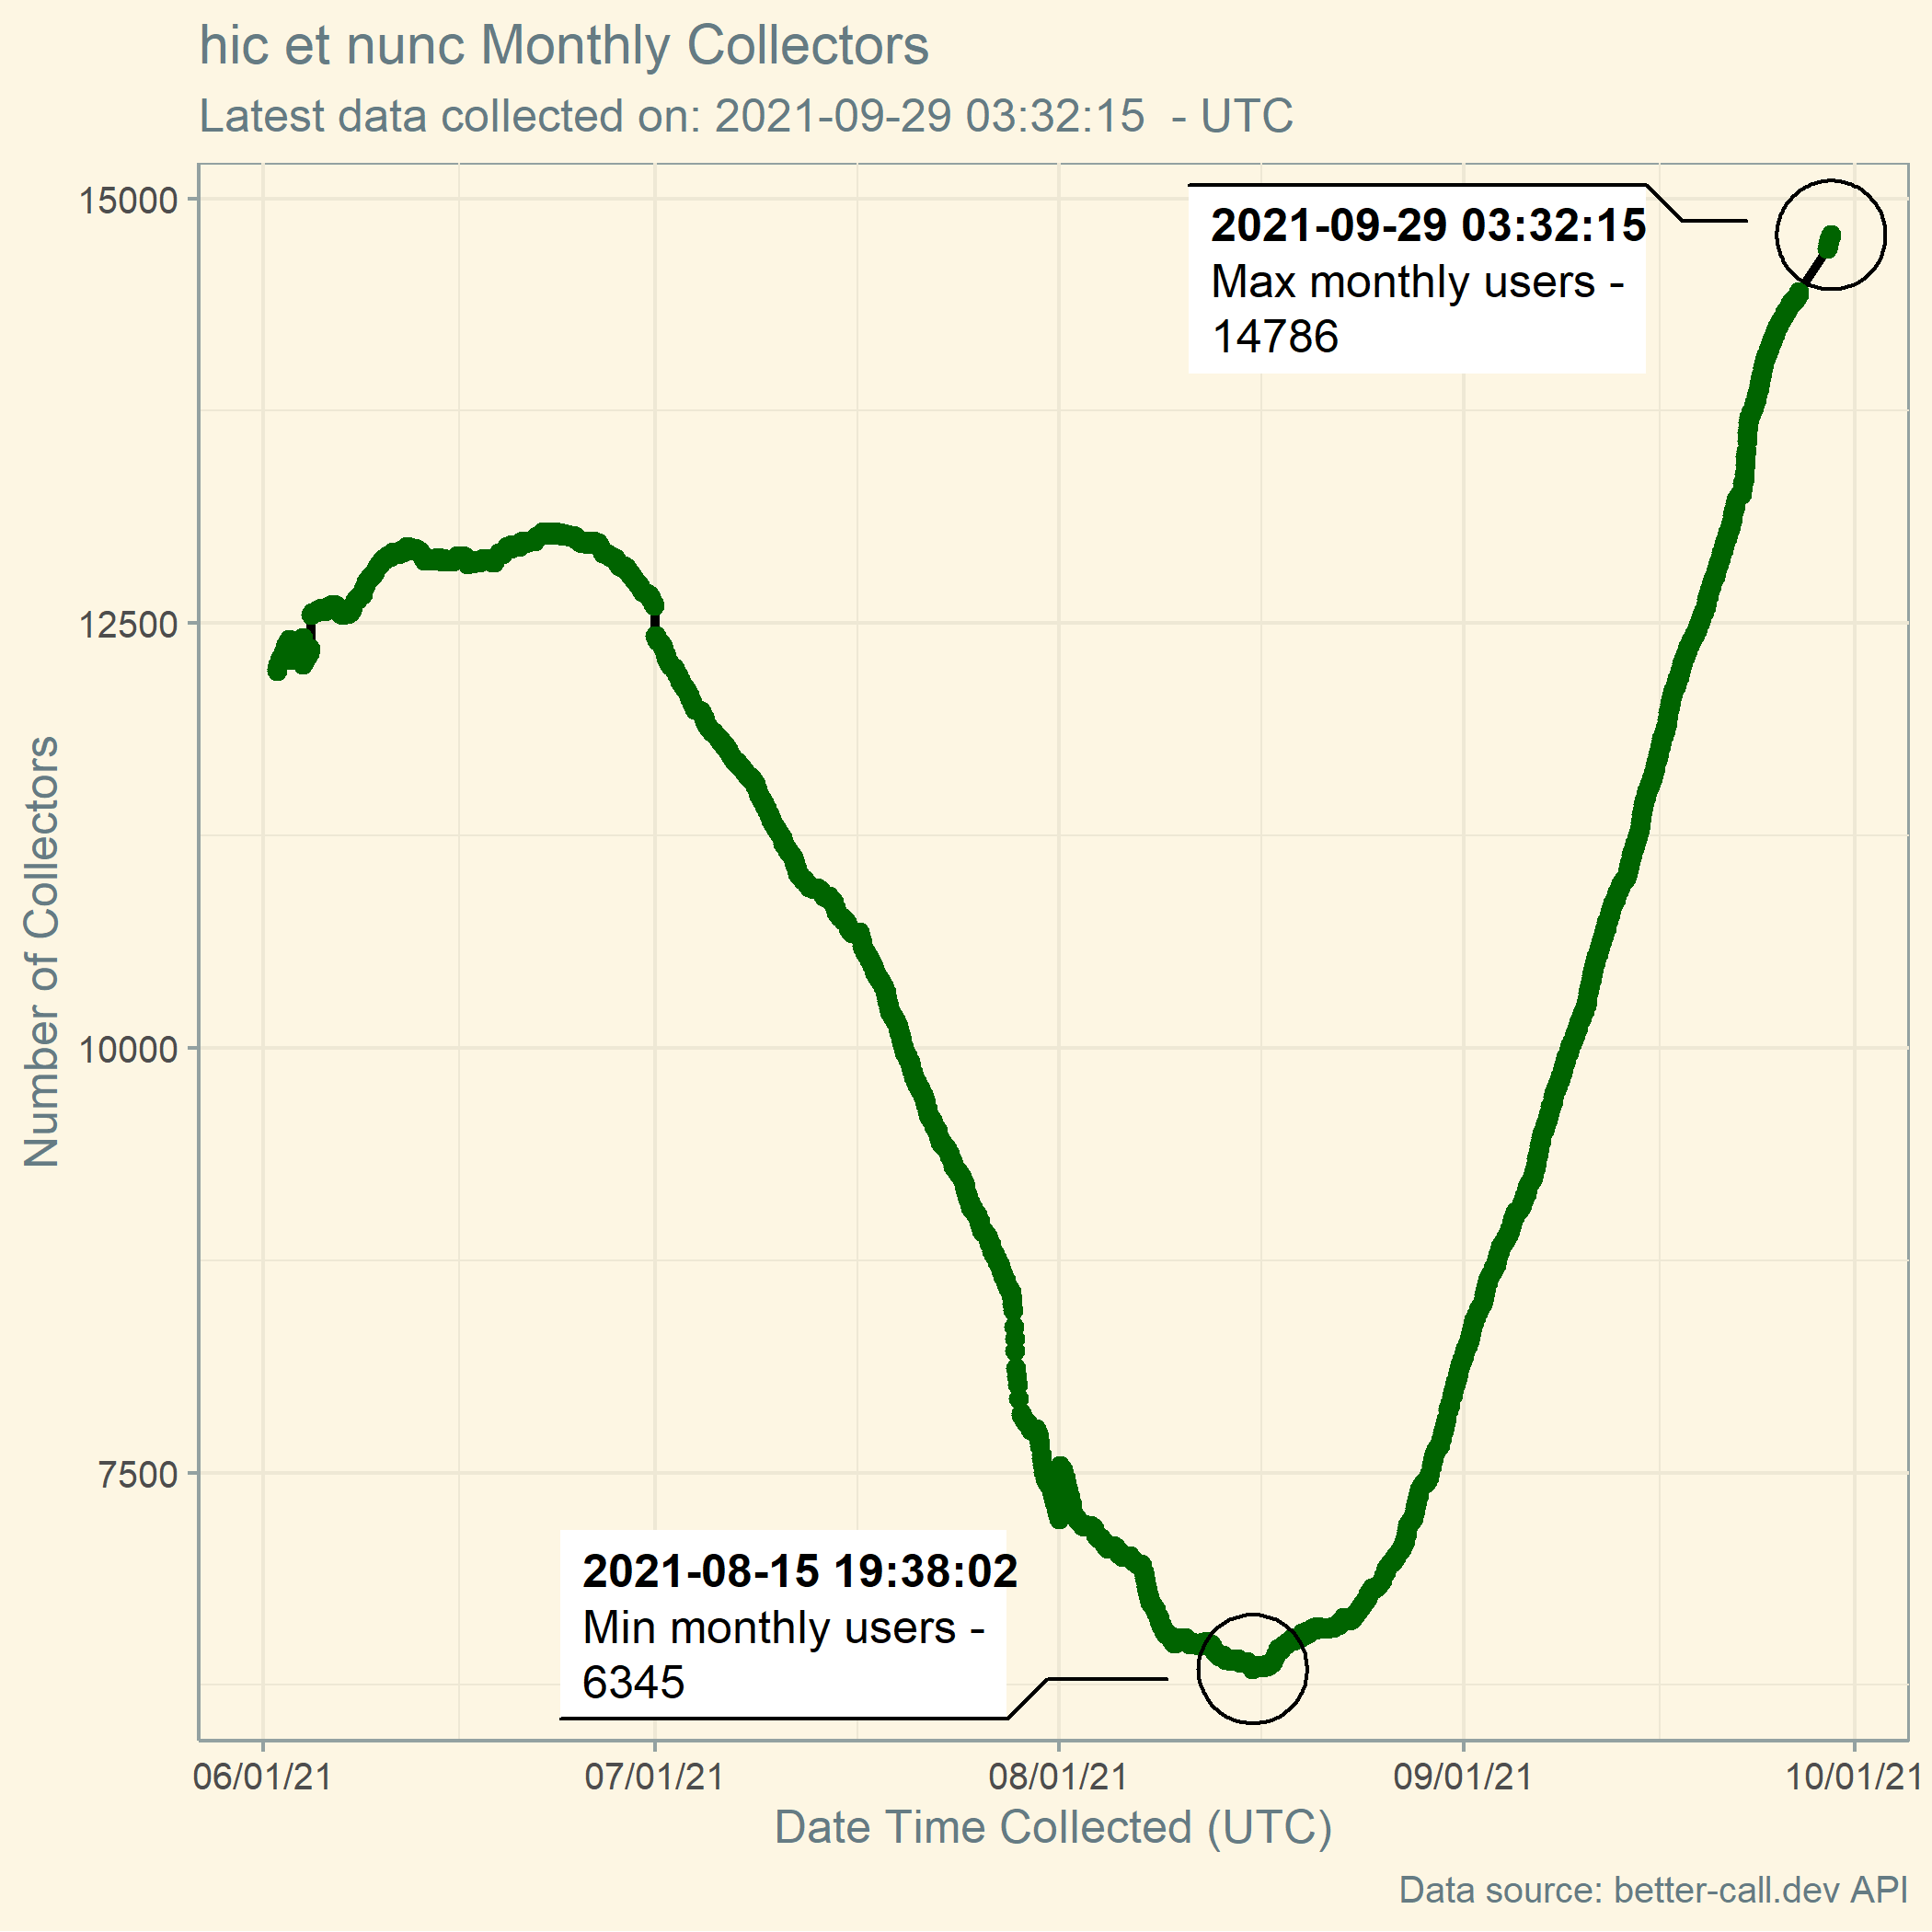 hic et nunc Monthly Collectors
Latest data collected on: 2021-09-29 03:32:15  - UTC
15000
2021-09-29 03:32:15
Max monthly users -
14786
12500
Number of Collectors
10000
7500
2021-08-15 19:38:02
Min monthly users -
6345
06/01/21 07/01/21 08/01/21 09/01/21 10/01/21
Date Time Collected (UTC)
Data source: better-call.dev API